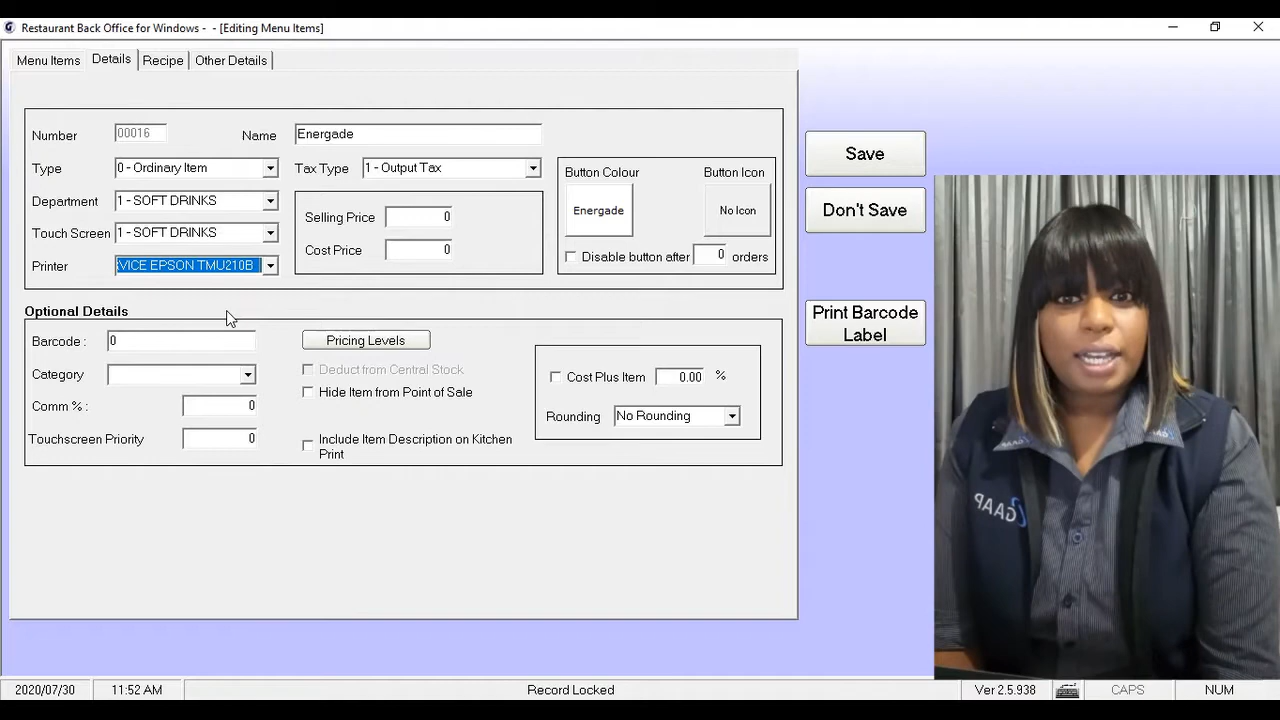 Restaurant Back Office for Windows - - [Editing Menu Items]
Menu Items Details Recipe Other Details
Number 00016 Name Energade
Type 0 - Ordinary Item Tax Type 1 - Output Tax
Department 1 - SOFT DRINKS
Touch Screen 1 - SOFT DRINKS
Printer VICE EPSON TMU210B
Selling Price 0
Cost Price 0
Button Colour Button Icon
Energade No Icon
Disable button after 0 orders
Save
Don't Save
Print Barcode
Label
Optional Details
Barcode : 0 Pricing Levels
Category Deduct from Central Stock
Hide Item from Point of Sale
Comm % : 0
Touchscreen Priority 0
Include Item Description on Kitchen
Print
Cost Plus Item 0.00 %
Rounding No Rounding
GAAP
2020/07/30 11:52 AM Record Locked Ver 2.5.938 CAPS NUM